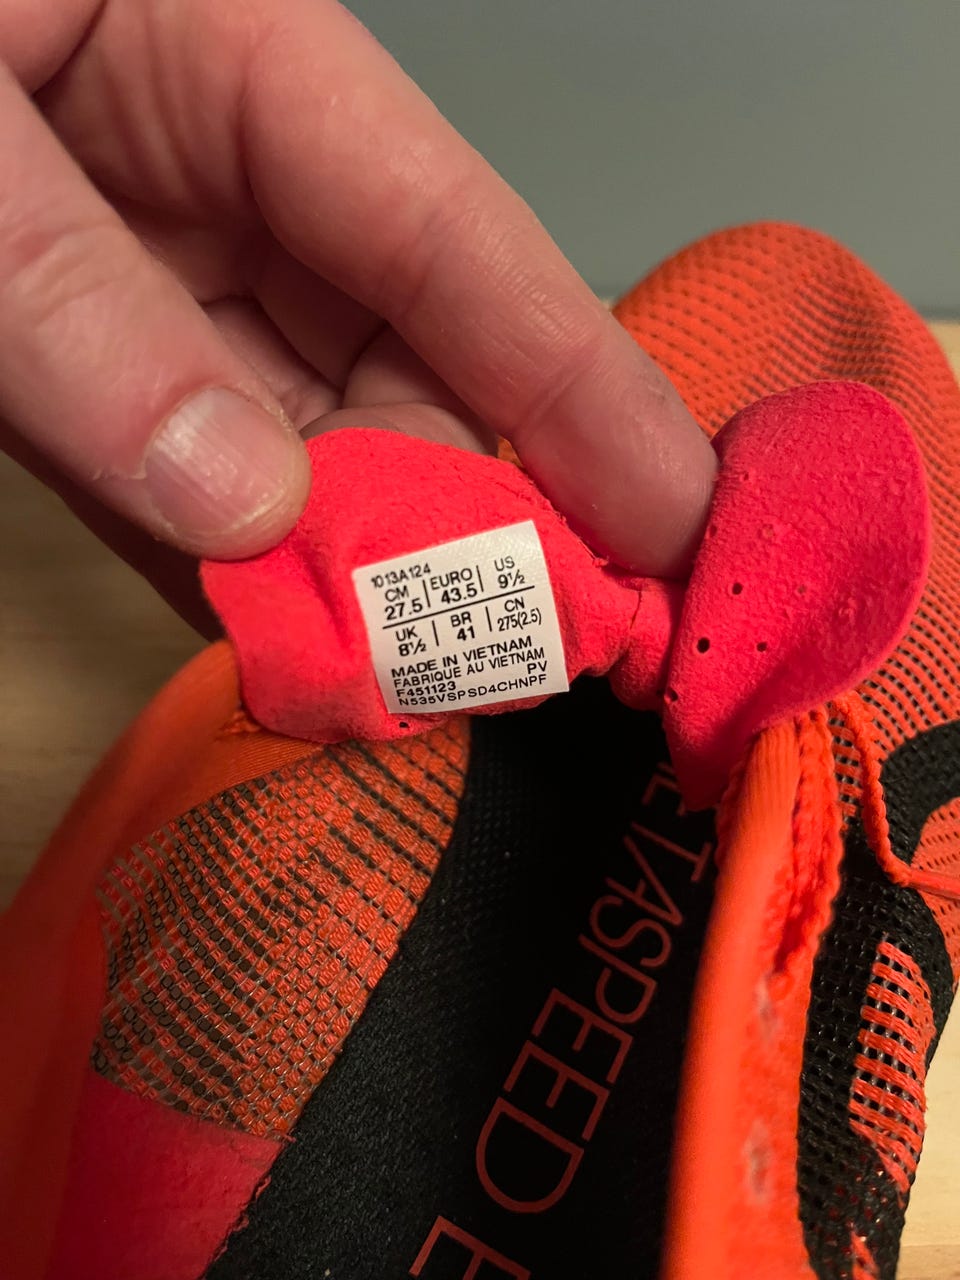 1013A124
CM EURO US
27.5 43.5 9½
UK BR CN
8½ 41 275(2.5)
MADE IN VIETNAM
FABRIQUE AU VIETNAM
F451123 PV
N535VSPSD4CHNPF
METASPEED